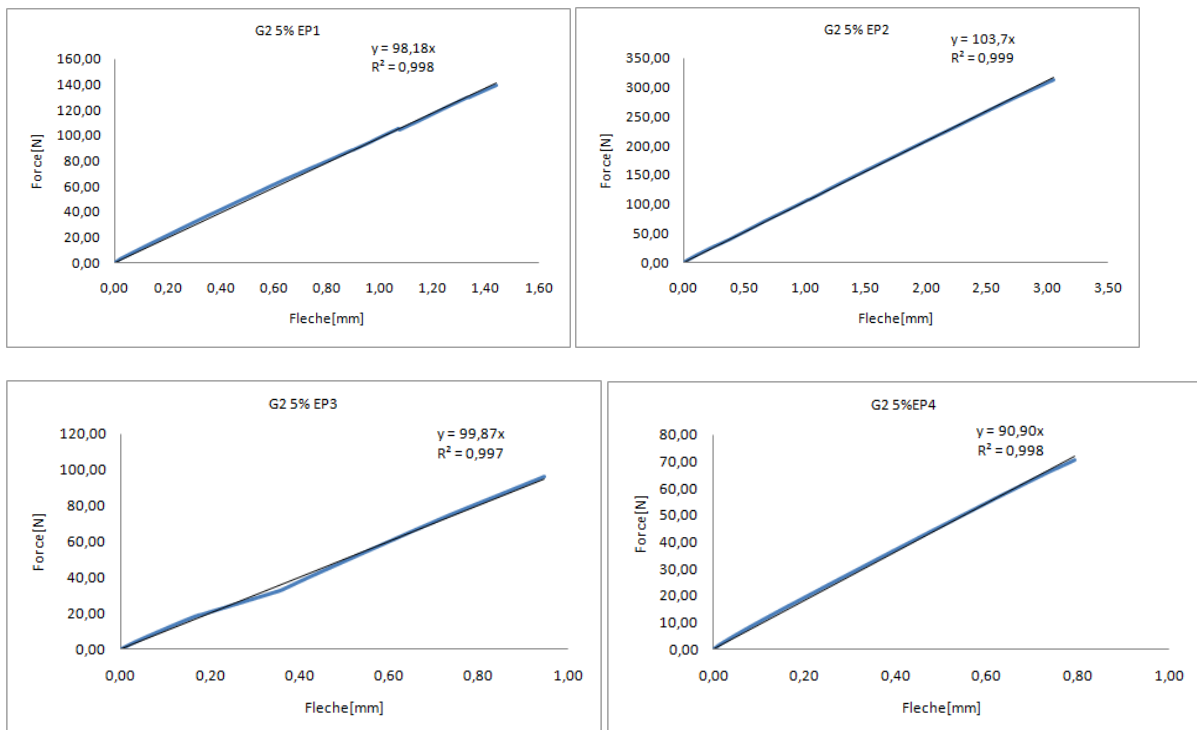 G2 5% EP1
y = 98,18x
R² = 0,998
160,00
140,00
120,00
100,00
80,00
60,00
40,00
20,00
0,00
Force[N]
0,00 0,20 0,40 0,60 0,80 1,00 1,20 1,40 1,60
Fleche[mm]
G2 5% EP2
y = 103,7x
R² = 0,999
350,00
300,00
250,00
200,00
150,00
100,00
50,00
0,00
Force[N]
0,00 0,50 1,00 1,50 2,00 2,50 3,00 3,50
Fleche[mm]
G2 5% EP3
y = 99,87x
R² = 0,997
120,00
100,00
80,00
60,00
40,00
20,00
0,00
Force[N]
0,00 0,20 0,40 0,60 0,80 1,00
Fleche[mm]
G2 5%EP4
y = 90,90x
R² = 0,998
80,00
70,00
60,00
50,00
40,00
30,00
20,00
10,00
0,00
Force[N]
0,00 0,20 0,40 0,60 0,80 1,00
Fleche[mm]